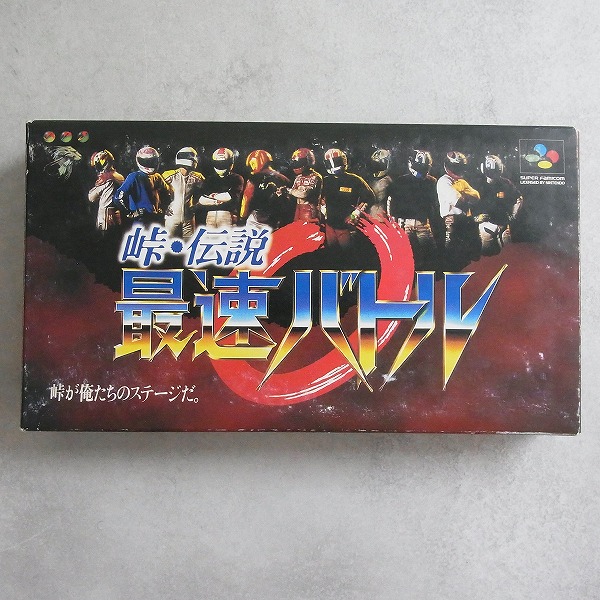 SUPER FAMICOM
LICENSED BY NINTENDO
峠・伝説
最速バトル
峠が俺たちのステージだ。